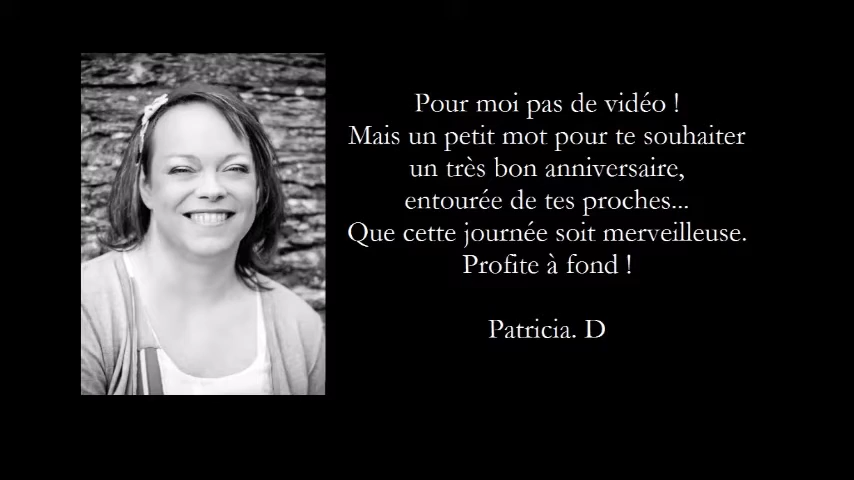 Pour moi pas de vidéo !
Mais un petit mot pour te souhaiter
un très bon anniversaire,
entourée de tes proches...
Que cette journée soit merveilleuse.
Profite à fond !
Patricia. D